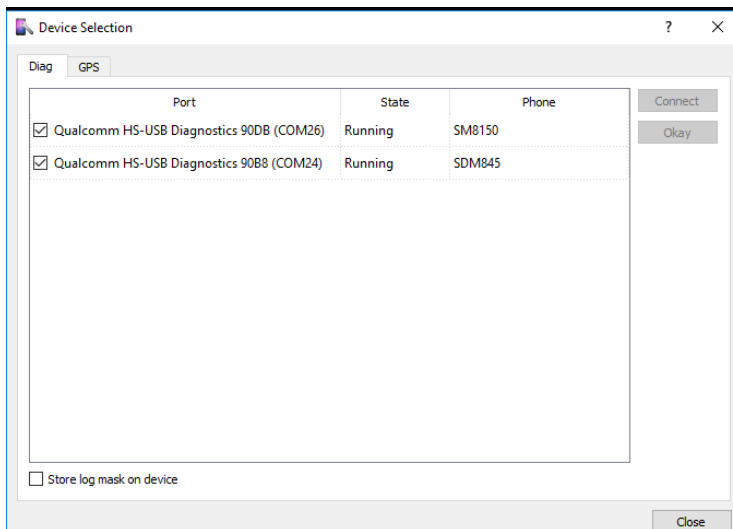 Device Selection ?
Diag GPS
Port State Phone Connect
Qualcomm HS-USB Diagnostics 90DB (COM26) Running SM8150 Okay
Qualcomm HS-USB Diagnostics 90B8 (COM24) Running SDM845
Store log mask on device
Close